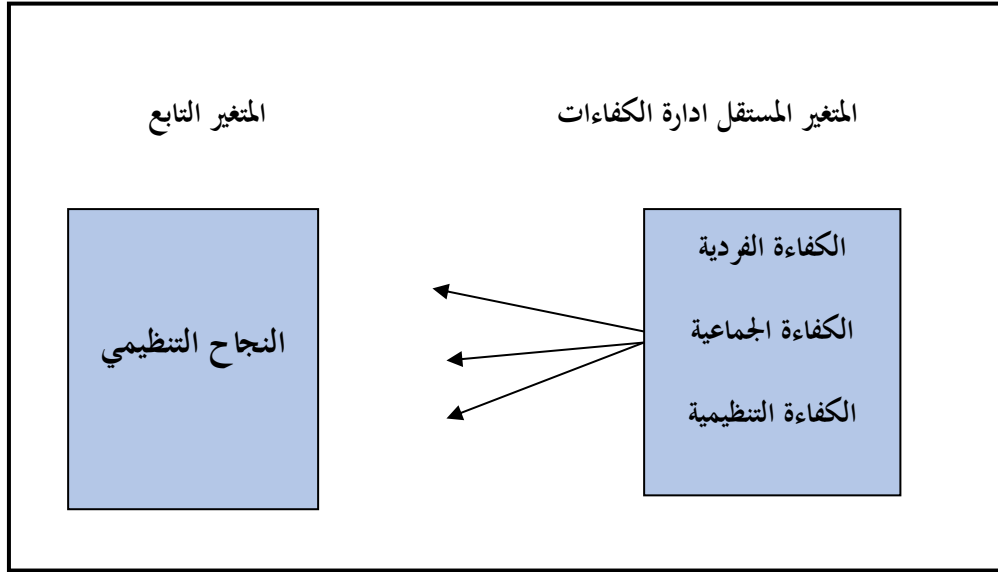 المتغير المستقل ادارة الكفاءات
المتغير التابع
الكفاءة الفردية
الكفاءة الجماعية
الكفاءة التنظيمية
النجاح التنظيمي